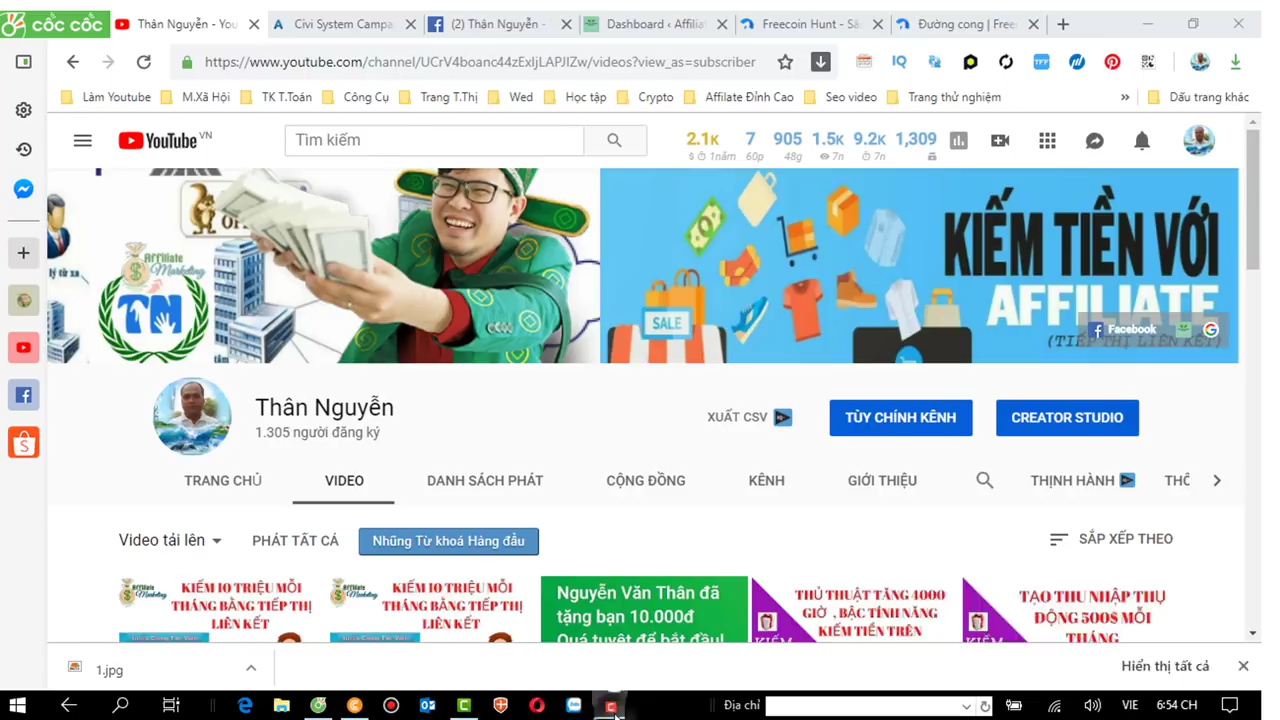 cốc cốc
Thân Nguyễn - You
Civi System Campa
(2) Thân Nguyễn -
Dashboard ‹ Affilia
Freecoin Hunt - Să
Đường cong | Free
https://www.youtube.com/channel/UCrV4boanc44zExIjLAPJIZw/videos?view_as=subscriber
IQ
TFF
Làm Youtube
M.Xã Hội
TK T.Toán
Công Cụ
Trang T.Thị
Wed
Học tập
Crypto
Affilate Đỉnh Cao
Seo video
Trang thử nghiệm
»
Dấu trang khác
YouTube VN
Tìm kiếm
2.1K 7 905 1.5K 9.2K 1,309
1năm 60p 48g 7n 7n
Affiliate
Marketing
TN
SALE
KIẾM TIỀN VỚI
AFFILIATE
(TIẾP THỊ LIÊN KẾT)
Facebook
Thân Nguyễn
1.305 người đăng ký
XUẤT CSV
TÙY CHỈNH KÊNH
CREATOR STUDIO
TRANG CHỦ
VIDEO
DANH SÁCH PHÁT
CỘNG ĐỒNG
KÊNH
GIỚI THIỆU
THỊNH HÀNH
THÔ
Video tải lên
PHÁT TẤT CẢ
Những Từ khoá Hàng đầu
SẮP XẾP THEO
Affiliate
Marketing
KIẾM 10 TRIỆU MỖI
THÁNG BẰNG TIẾP THỊ
LIÊN KẾT
Affiliate
Marketing
KIẾM 10 TRIỆU MỖI
THÁNG BẰNG TIẾP THỊ
LIÊN KẾT
Nguyễn Văn Thân đã
tặng bạn 10.000đ
Quá tuyệt để bắt đầu!
THỦ THUẬT TĂNG 4000
GIỜ , BẬC TÍNH NĂNG
KIẾM TIỀN TRÊN
KIẾM
TẠO THU NHẬP THỤ
ĐỘNG 500$ MỖI
THÁNG
1.jpg
Hiển thị tất cả
Địa chỉ
VIE
6:54 CH